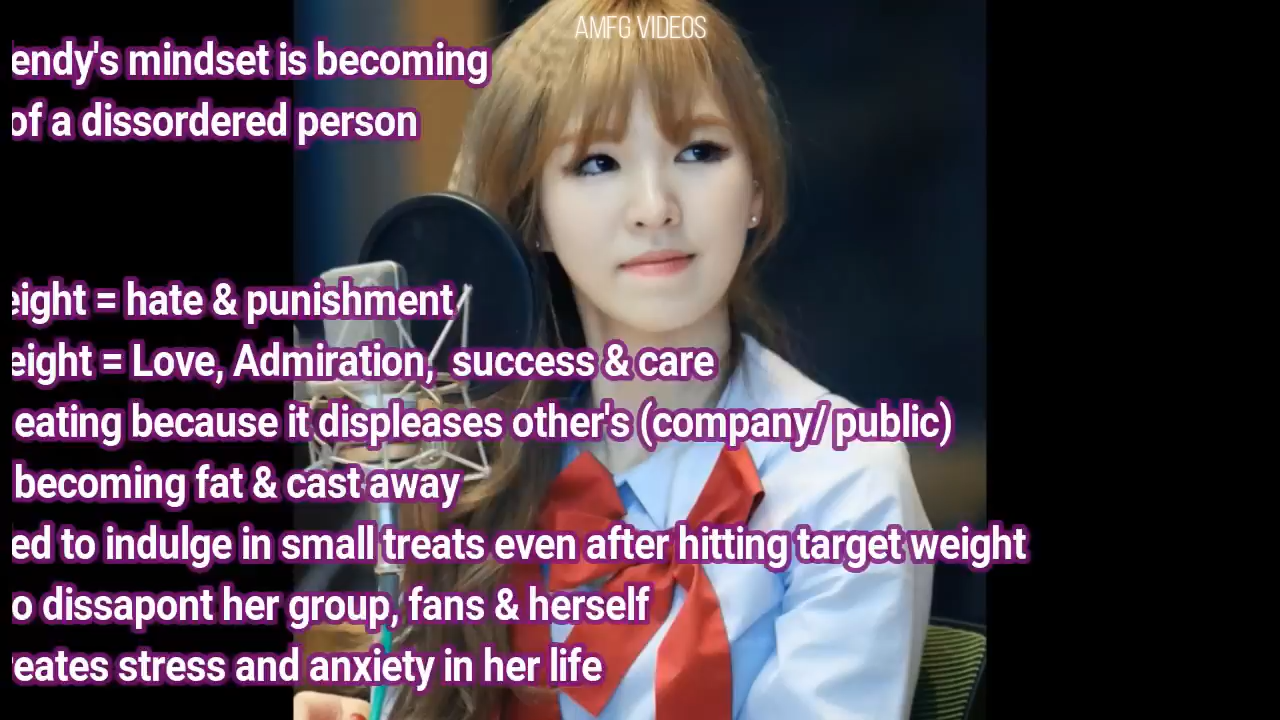 AMFG VIDEOS
endy's mindset is becoming
of a dissordered person
eight = hate & punishment
eight = Love, Admiration, success & care
eating because it displeases other's (company/ public)
becoming fat & cast away
ed to indulge in small treats even after hitting target weight
o dissapont her group, fans & herself
reates stress and anxiety in her life